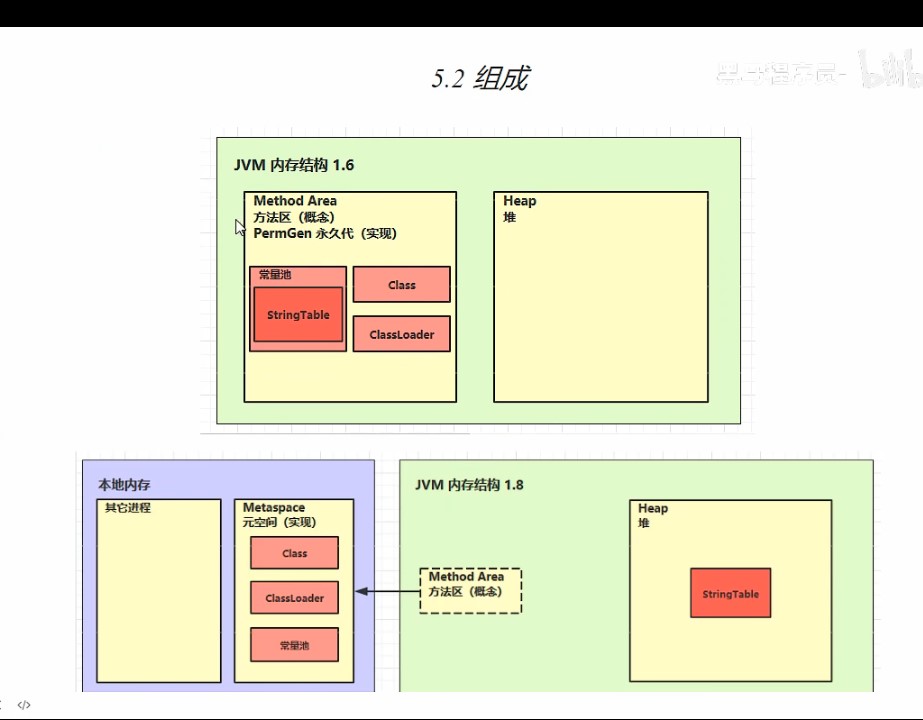 5.2 组成
JVM 内存结构 1.6
Method Area
方法区（概念）
PermGen 永久代（实现）
常量池
StringTable
Class
ClassLoader
Heap
堆
本地内存
其它进程
Metaspace
元空间（实现）
Class
ClassLoader
常量池
JVM 内存结构 1.8
Method Area
方法区（概念）
Heap
堆
StringTable